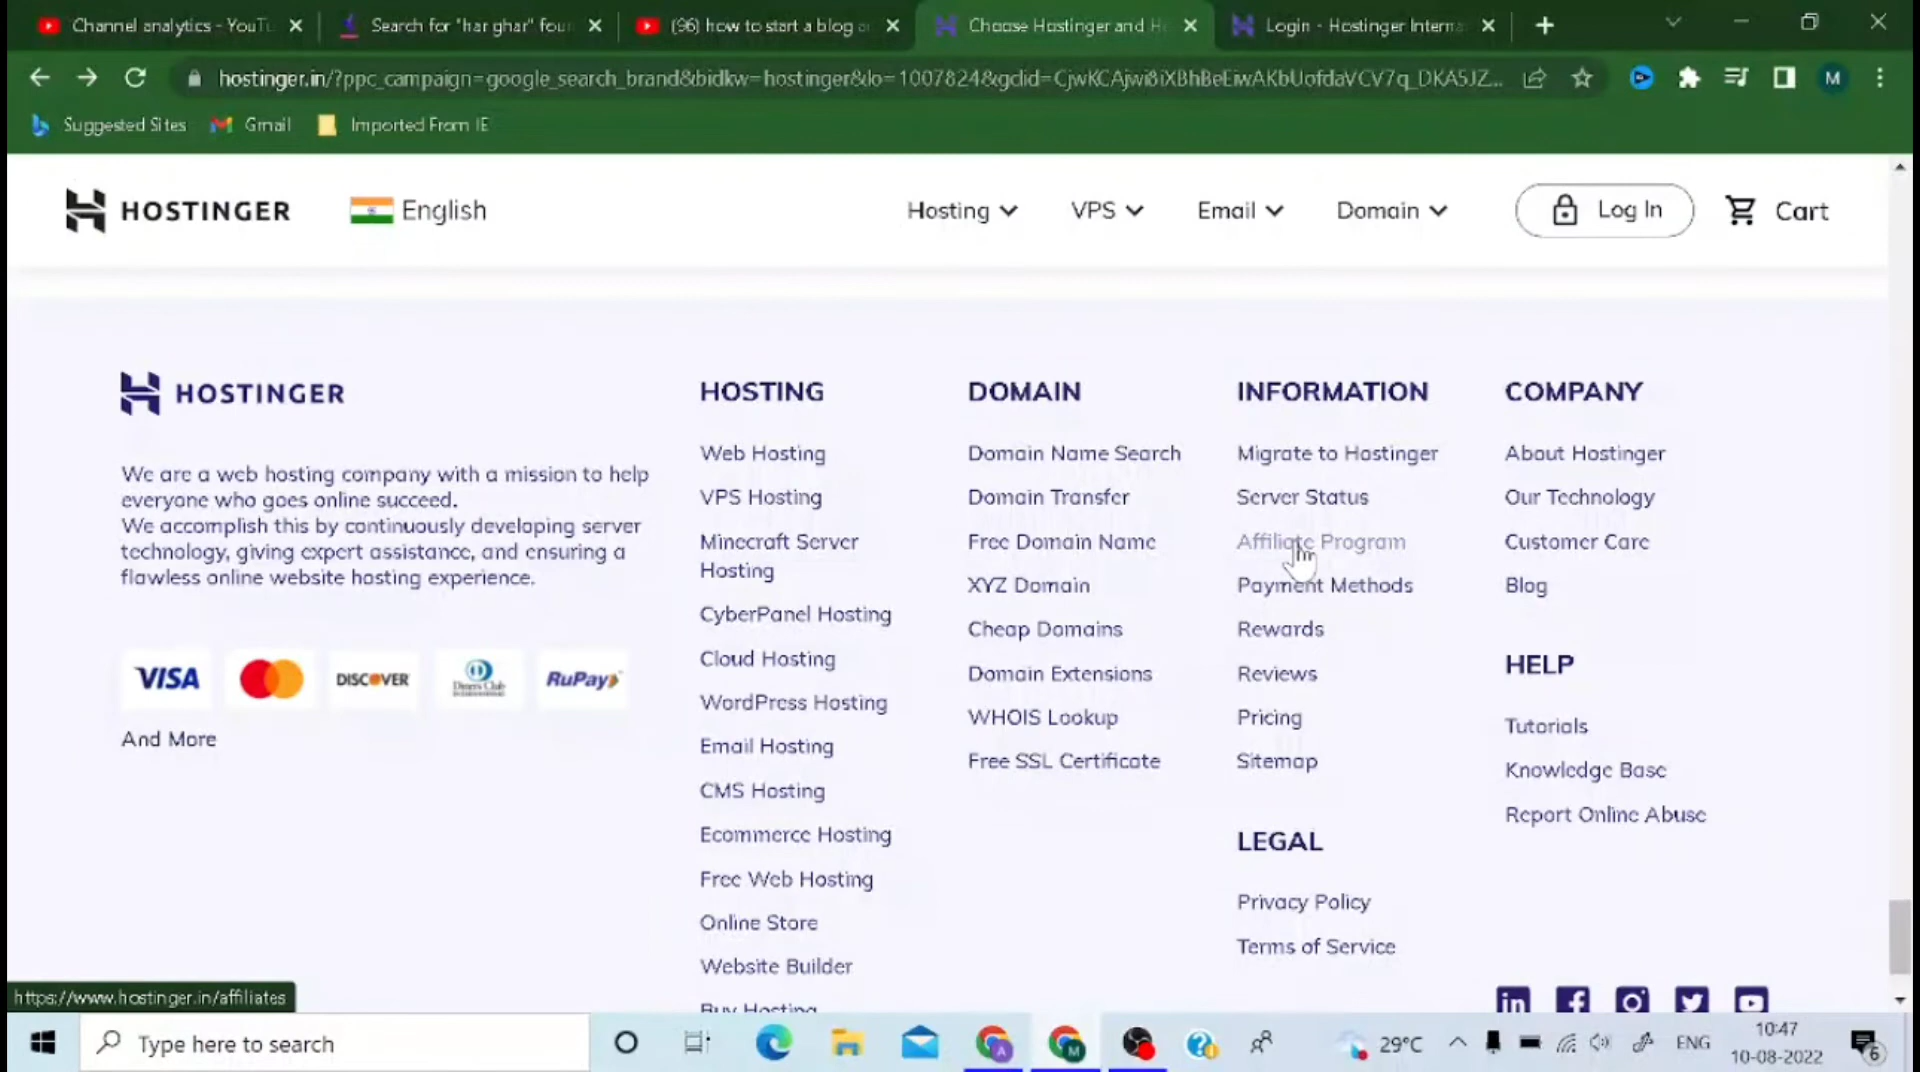 Channel analytics - YouTu
Search for "har ghar" four
(96) how to start a blog a
Choose Hostinger and H
Login - Hostinger Interna
hostinger.in/?ppc_campaign=google_search_brand&bidkw=hostinger&lo=1007824&gclid=CjwKCAjwi8iXBhBeEiwAKbUofdaVCV7q_DKA5JZ...
M
Suggested Sites
Gmail
Imported From IE
HOSTINGER
English
Hosting
VPS
Email
Domain
Log In
Cart
HOSTINGER
We are a web hosting company with a mission to help
everyone who goes online succeed.
We accomplish this by continuously developing server
technology, giving expert assistance, and ensuring a
flawless online website hosting experience.
VISA
DISCOVER
Diners Club
RuPay
And More
HOSTING
Web Hosting
VPS Hosting
Minecraft Server
Hosting
CyberPanel Hosting
Cloud Hosting
WordPress Hosting
Email Hosting
CMS Hosting
Ecommerce Hosting
Free Web Hosting
Online Store
Website Builder
Buy Hosting
DOMAIN
Domain Name Search
Domain Transfer
Free Domain Name
XYZ Domain
Cheap Domains
Domain Extensions
WHOIS Lookup
Free SSL Certificate
INFORMATION
Migrate to Hostinger
Server Status
Affiliate Program
Payment Methods
Rewards
Reviews
Pricing
Sitemap
LEGAL
Privacy Policy
Terms of Service
COMPANY
About Hostinger
Our Technology
Customer Care
Blog
HELP
Tutorials
Knowledge Base
Report Online Abuse
https://www.hostinger.in/affiliates
Type here to search
A
M
29°C
ENG
10:47
10-08-2022
6